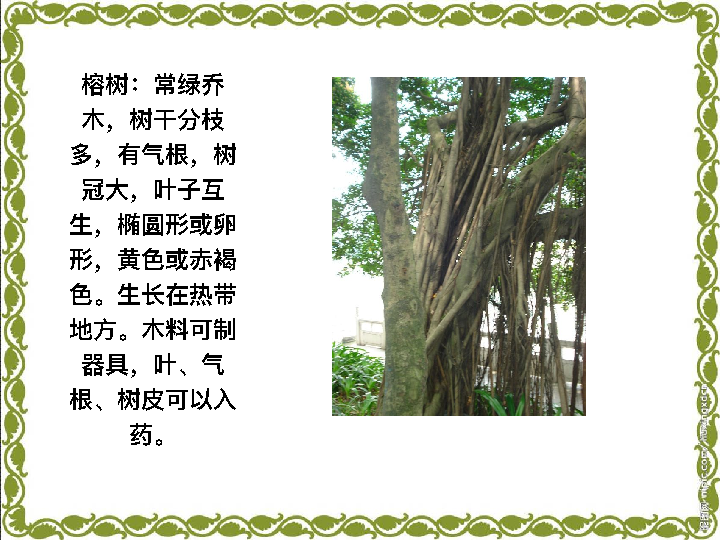 榕树：常绿乔
木，树干分枝
多，有气根，树
冠大，叶子互
生，椭圆形或卵
形，黄色或赤褐
色。生长在热带
地方。木料可制
器具，叶、气
根、树皮可以入
药。